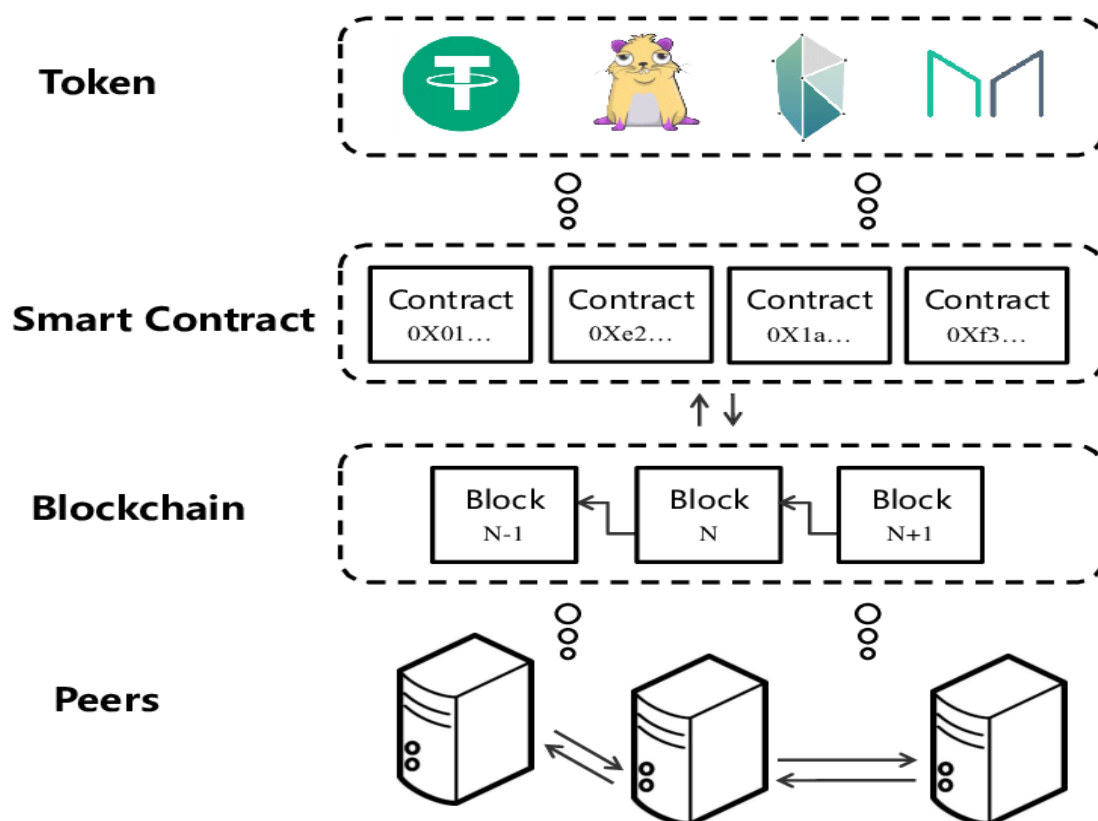 Token
Smart Contract
Contract
0X01...
Contract
0Xe2...
Contract
0X1a...
Contract
0Xf3...
Blockchain
Block
N-1
Block
N
Block
N+1
Peers